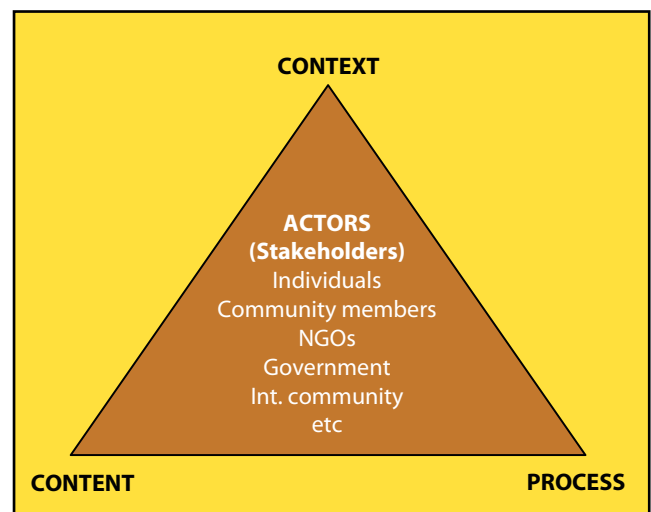 CONTEXT
ACTORS
(Stakeholders)
Individuals
Community members
NGOs
Government
Int. community
etc
CONTENT
PROCESS